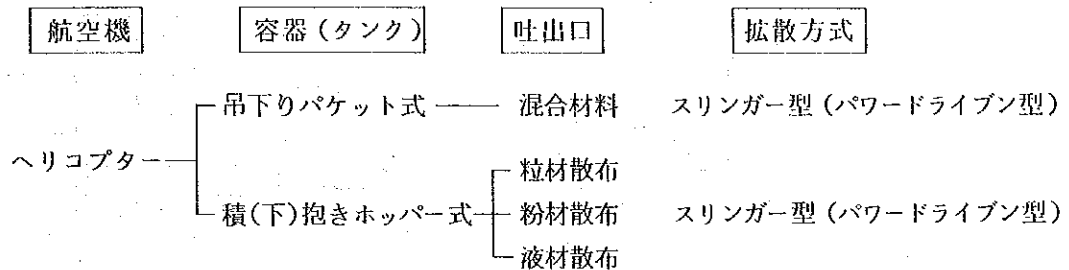 航空機 容器(タンク) 吐出口 拡散方式
吊下りパケット式 混合材料 スリンガー型(パワードライブン型)
ヘリコプター
粒材散布
積(下)抱きホッパー式 粉材散布 スリンガー型(パワードライブン型)
液材散布